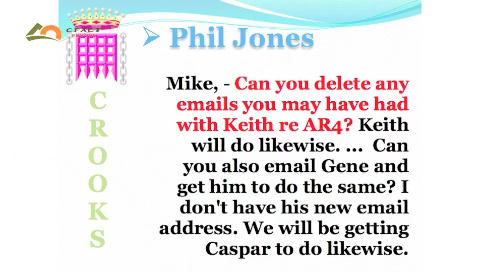 CFACT
➢ Phil Jones
Mike, - Can you delete any
emails you may have had
with Keith re AR4? Keith
will do likewise. ... Can
you also email Gene and
get him to do the same? I
don't have his new email
address. We will be getting
Caspar to do likewise.
C
R
O
O
K
S